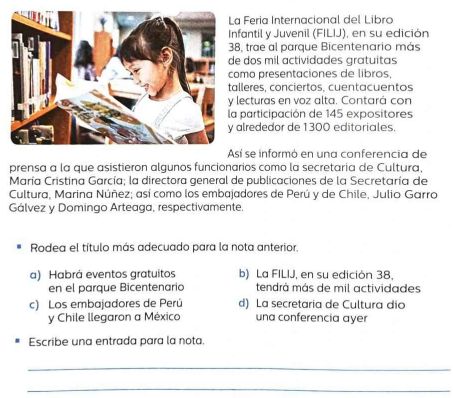 La Feria Internacional del Libro
Infantil y Juvenil (FILIJ), en su edición
38, trae al parque Bicentenario más
de dos mil actividades gratuitas
como presentaciones de libros,
talleres, conciertos, cuentacuentos
y lecturas en voz alta. Contará con
la participación de 145 expositores
y alrededor de 1300 editoriales.
Así se informó en una conferencia de
prensa a la que asistieron algunos funcionarios como la secretaria de Cultura,
María Cristina García; la directora general de publicaciones de la Secretaría de
Cultura, Marina Núñez; así como los embajadores de Perú y de Chile, Julio Garro
Gálvez y Domingo Arteaga, respectivamente.
▪ Rodea el título más adecuado para la nota anterior.
a) Habrá eventos gratuitos
en el parque Bicentenario
b) La FILIJ, en su edición 38,
tendrá más de mil actividades
c) Los embajadores de Perú
y Chile llegaron a México
d) La secretaria de Cultura dio
una conferencia ayer
▪ Escribe una entrada para la nota.